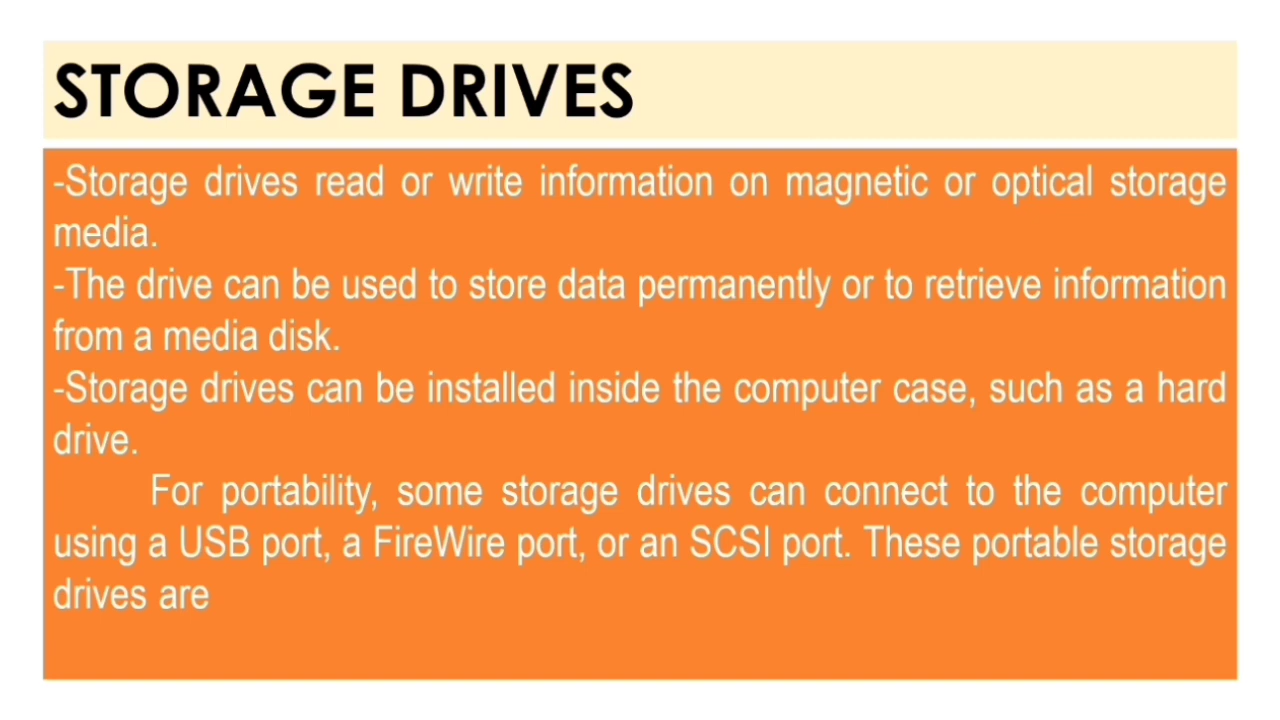 STORAGE DRIVES
-Storage drives read or write information on magnetic or optical storage
media.
-The drive can be used to store data permanently or to retrieve information
from a media disk.
-Storage drives can be installed inside the computer case, such as a hard
drive.
For portability, some storage drives can connect to the computer
using a USB port, a FireWire port, or an SCSI port. These portable storage
drives are